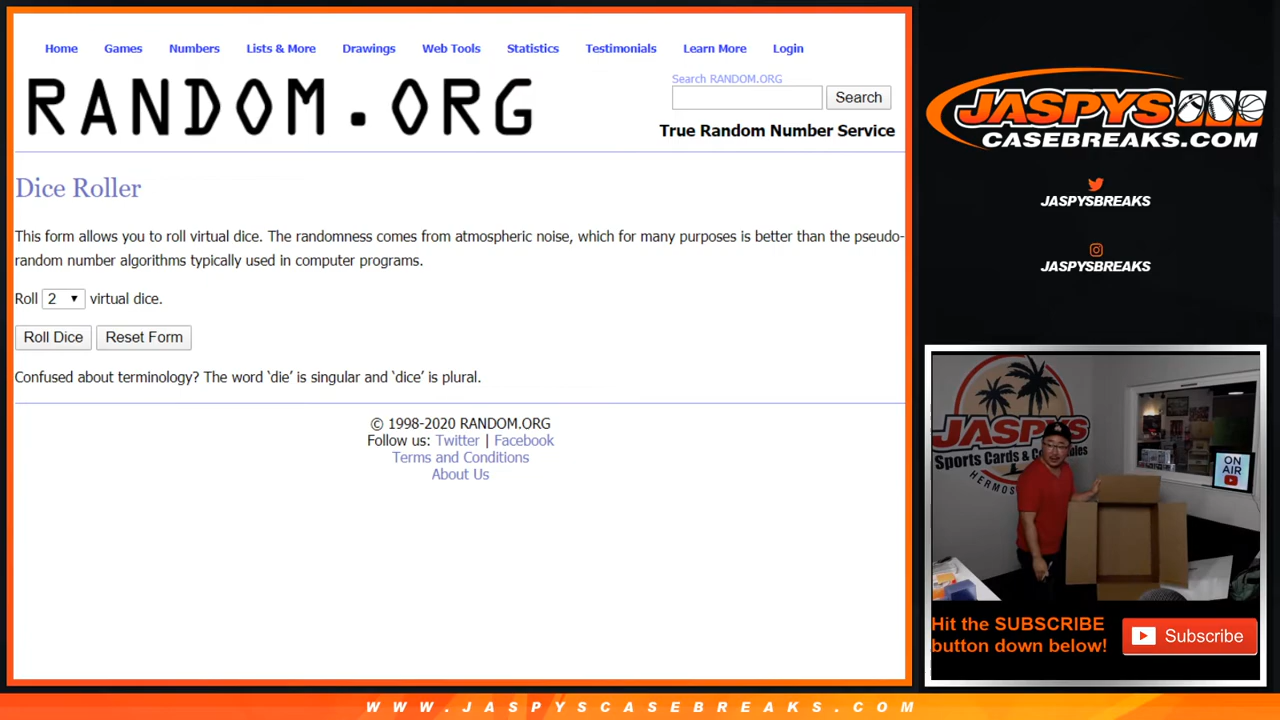 Home Games Numbers Lists & More Drawings Web Tools Statistics Testimonials Learn More Login
RANDOM.ORG
Search RANDOM.ORG
Search
True Random Number Service
Dice Roller
This form allows you to roll virtual dice. The randomness comes from atmospheric noise, which for many purposes is better than the pseudo-
random number algorithms typically used in computer programs.
Roll 2 virtual dice.
Roll Dice Reset Form
Confused about terminology? The word ‘die’ is singular and ‘dice’ is plural.
© 1998-2020 RANDOM.ORG
Follow us: Twitter | Facebook
Terms and Conditions
About Us
JASPYS
CASEBREAKS.COM
JASPYSBREAKS
JASPYSBREAKS
JASPYS
Sports Cards &
HERMOS
ON
AIR
Hit the SUBSCRIBE
button down below!
Subscribe
WWW.JASPYSCASEBREAKS.COM